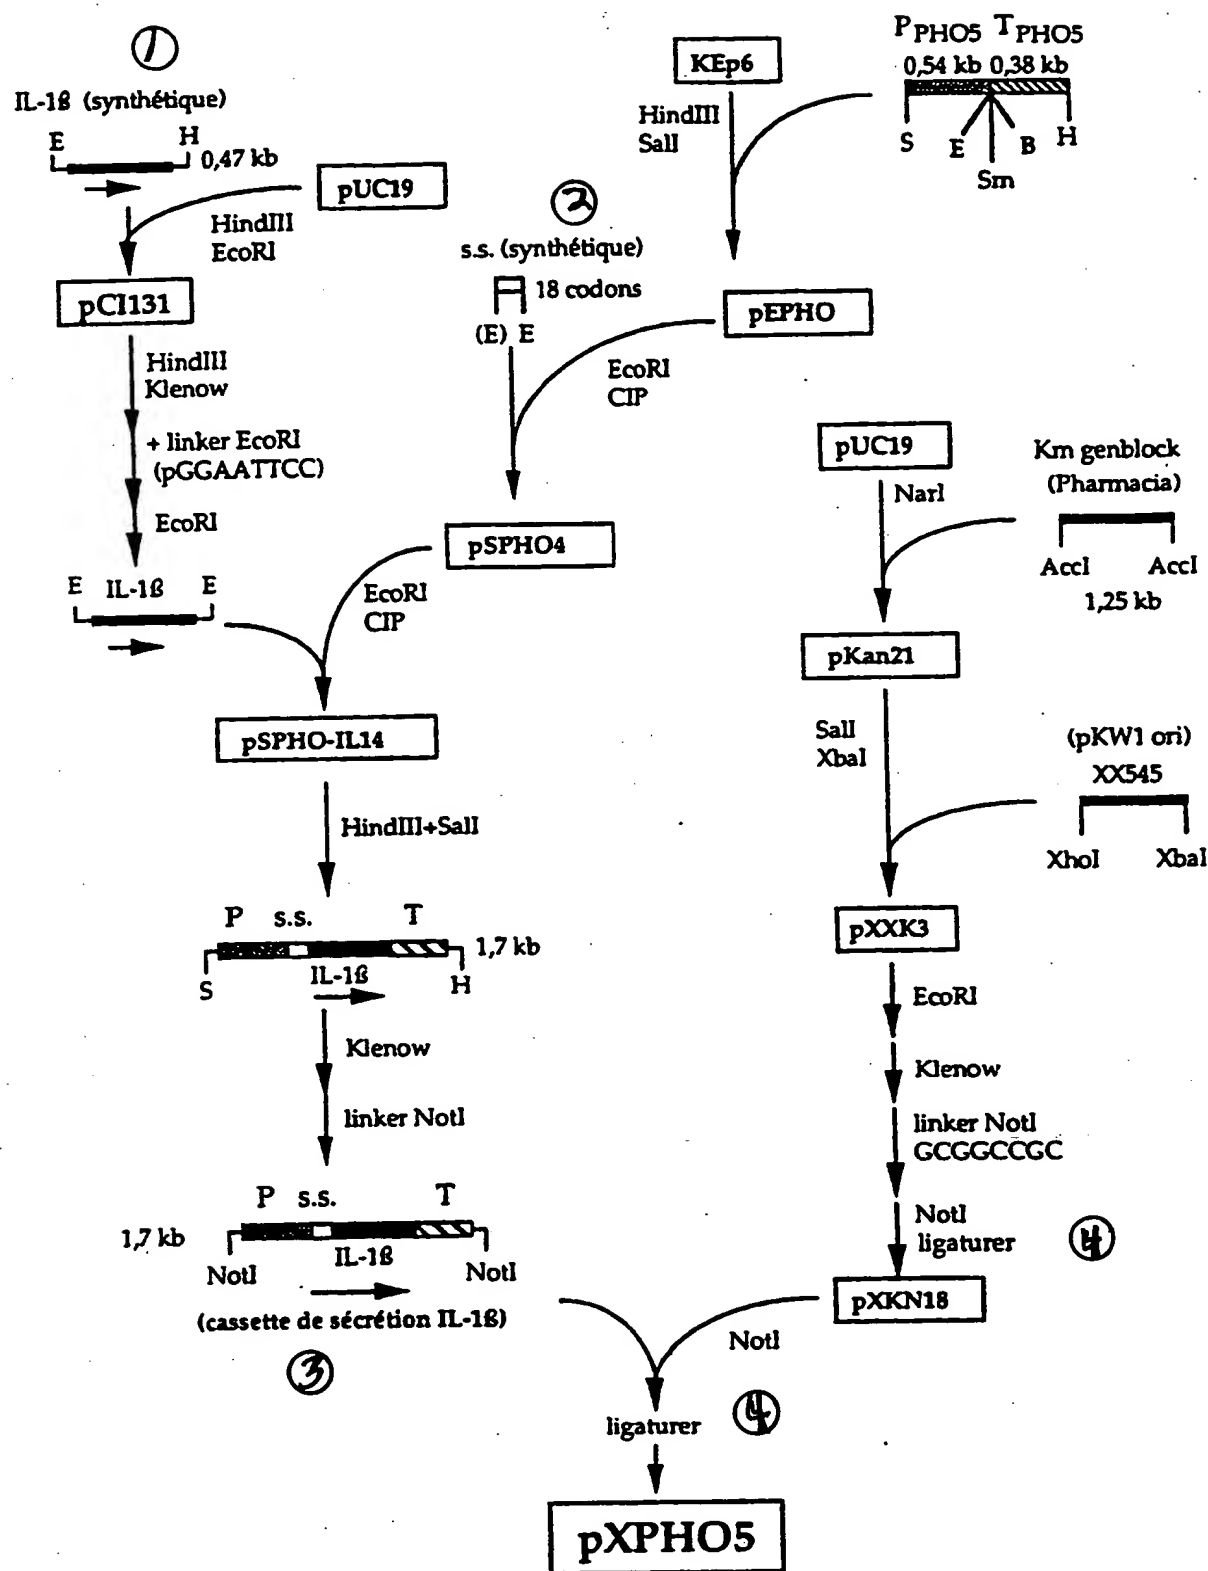 1
IL-1ß (synthétique)
E H
0,47 kb
pUC19
HindIII
EcoRI
pCI131
HindIII
Klenow
+ linker EcoRI
(pGGAATTCC)
EcoRI
E IL-1ß E
2
s.s. (synthétique)
18 codons
(E) E
KEp6
HindIII
SalI
PPHO5 TPHO5
0,54 kb 0,38 kb
S E Sm B H
pEPHO
EcoRI
CIP
pSPHO4
EcoRI
CIP
pSPHO-IL14
HindIII+SalI
P s.s. T
1,7 kb
S IL-1ß H
Klenow
linker NotI
P s.s. T
1,7 kb
NotI IL-1ß NotI
(cassette de sécrétion IL-1ß)
3
pUC19
NarI
Km genblock
(Pharmacia)
AccI AccI
1,25 kb
pKan21
SalI
XbaI
(pKW1 ori)
XX545
XhoI XbaI
pXXK3
EcoRI
Klenow
linker NotI
GCGGCCGC
NotI
ligaturer
4
pXKN18
NotI
ligaturer
4
pXPHO5